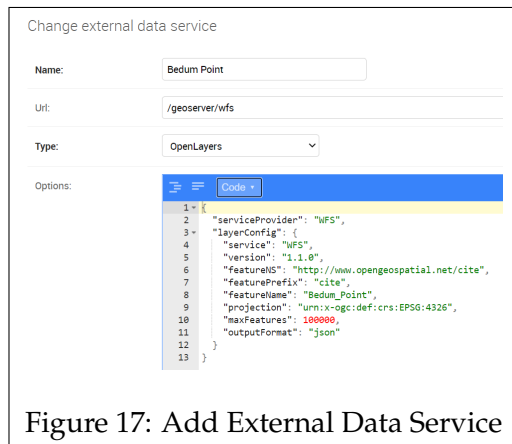 Change external data service
Name:
Bedum Point
Url:
/geoserver/wfs
Type:
OpenLayers
Options:
Code
1 {
2 "serviceProvider": "WFS",
3 "layerConfig": {
4 "service": "WFS",
5 "version": "1.1.0",
6 "featureNS": "http://www.opengeospatial.net/cite",
7 "featurePrefix": "cite",
8 "featureName": "Bedum_Point",
9 "projection": "urn:x-ogc:def:crs:EPSG:4326",
10 "maxFeatures": 100000,
11 "outputFormat": "json"
12 }
13 }
Figure 17: Add External Data Service